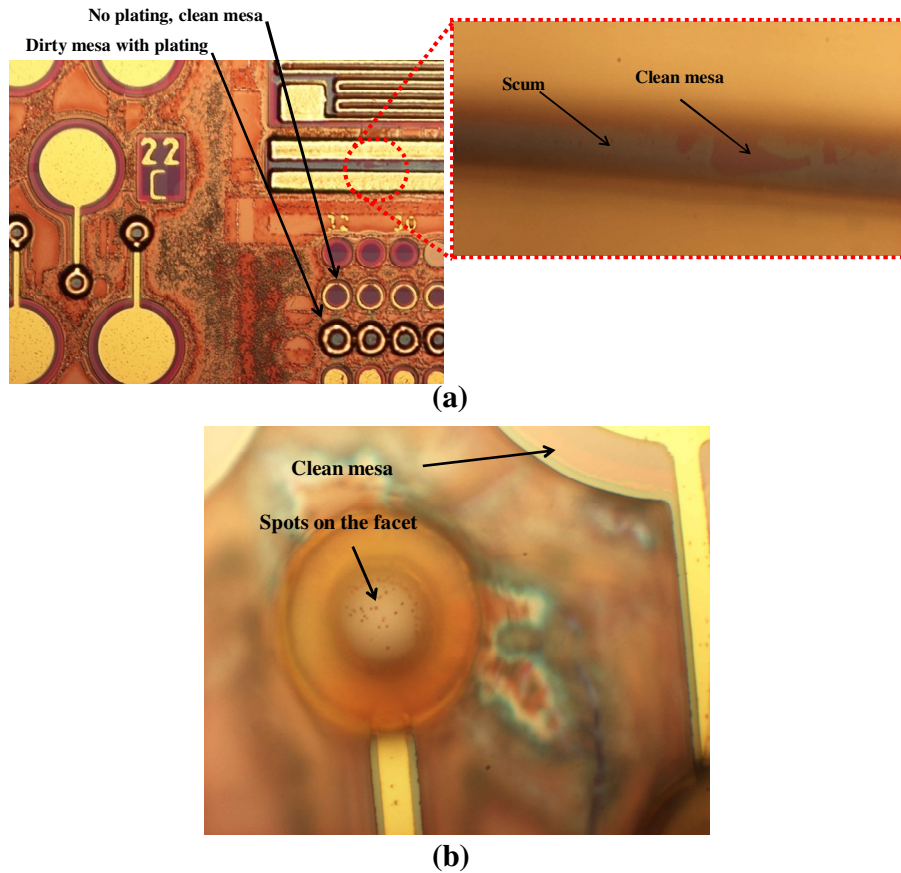 No plating, clean mesa
Dirty mesa with plating
Scum
Clean mesa
22
C
(a)
Clean mesa
Spots on the facet
(b)